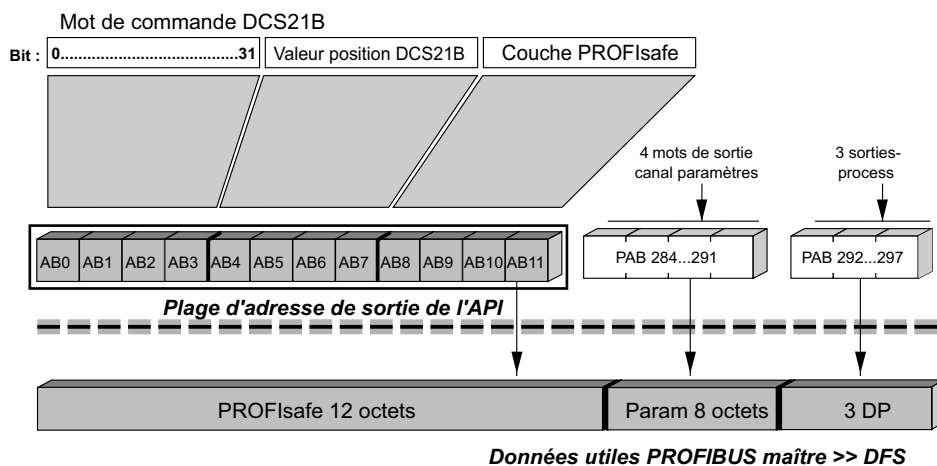 Mot de commande DCS21B
Bit : 0.......................................31 Valeur position DCS21B Couche PROFIsafe
4 mots de sortie
canal paramètres
3 sorties-
process
AB0 AB1 AB2 AB3 AB4 AB5 AB6 AB7 AB8 AB9 AB10 AB11
PAB 284...291
PAB 292...297
Plage d'adresse de sortie de l'API
PROFIsafe 12 octets Param 8 octets 3 DP
Données utiles PROFIBUS maître >> DFS